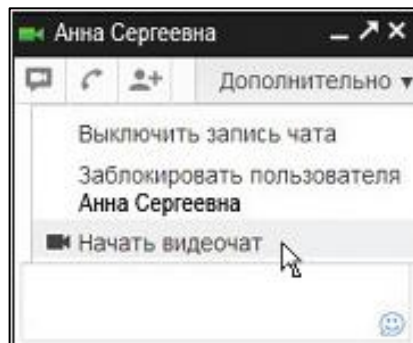 Анна Сергеевна
Дополнительно
Выключить запись чата
Заблокировать пользователя
Анна Сергеевна
Начать видеочат